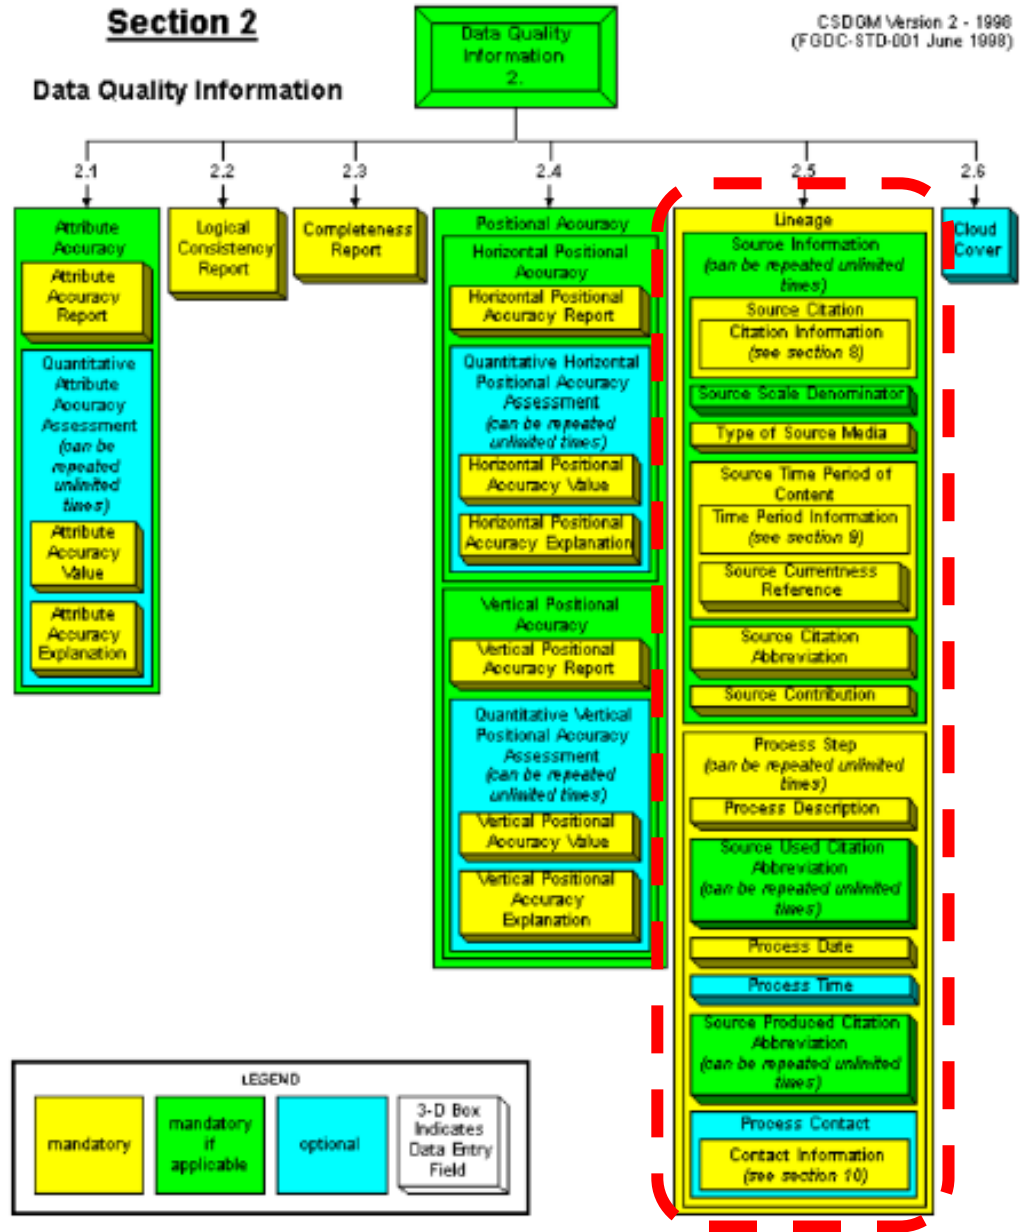 Section 2
CSDGM Version 2 - 1998
(FGDC-STD-001 June 1998)
Data Quality Information
Data Quality
Information
2.
2.1
2.2
2.3
2.4
2.5
2.6
Attribute
Accuracy
Attribute
Accuracy
Report
Quantitative
Attribute
Accuracy
Assessment
(can be
repeated
unlimited
times)
Attribute
Accuracy
Value
Attribute
Accuracy
Explanation
Logical
Consistency
Report
Completeness
Report
Positional Accuracy
Horizontal Positional
Accuracy
Horizontal Positional
Accuracy Report
Quantitative Horizontal
Positional Accuracy
Assessment
(can be repeated
unlimited times)
Horizontal Positional
Accuracy Value
Horizontal Positional
Accuracy Explanation
Vertical Positional
Accuracy
Vertical Positional
Accuracy Report
Quantitative Vertical
Positional Accuracy
Assessment
(can be repeated
unlimited times)
Vertical Positional
Accuracy Value
Vertical Positional
Accuracy
Explanation
Lineage
Source Information
(can be repeated unlimited
times)
Source Citation
Citation Information
(see section 8)
Source Scale Denominator
Type of Source Media
Source Time Period of
Content
Time Period Information
(see section 9)
Source Currentness
Reference
Source Citation
Abbreviation
Source Contribution
Process Step
(can be repeated unlimited
times)
Process Description
Source Used Citation
Abbreviation
(can be repeated unlimited
times)
Process Date
Process Time
Source Produced Citation
Abbreviation
(can be repeated unlimited
times)
Process Contact
Contact Information
(see section 10)
Cloud
Cover
LEGEND
mandatory
mandatory
if
applicable
optional
3-D Box
Indicates
Data Entry
Field